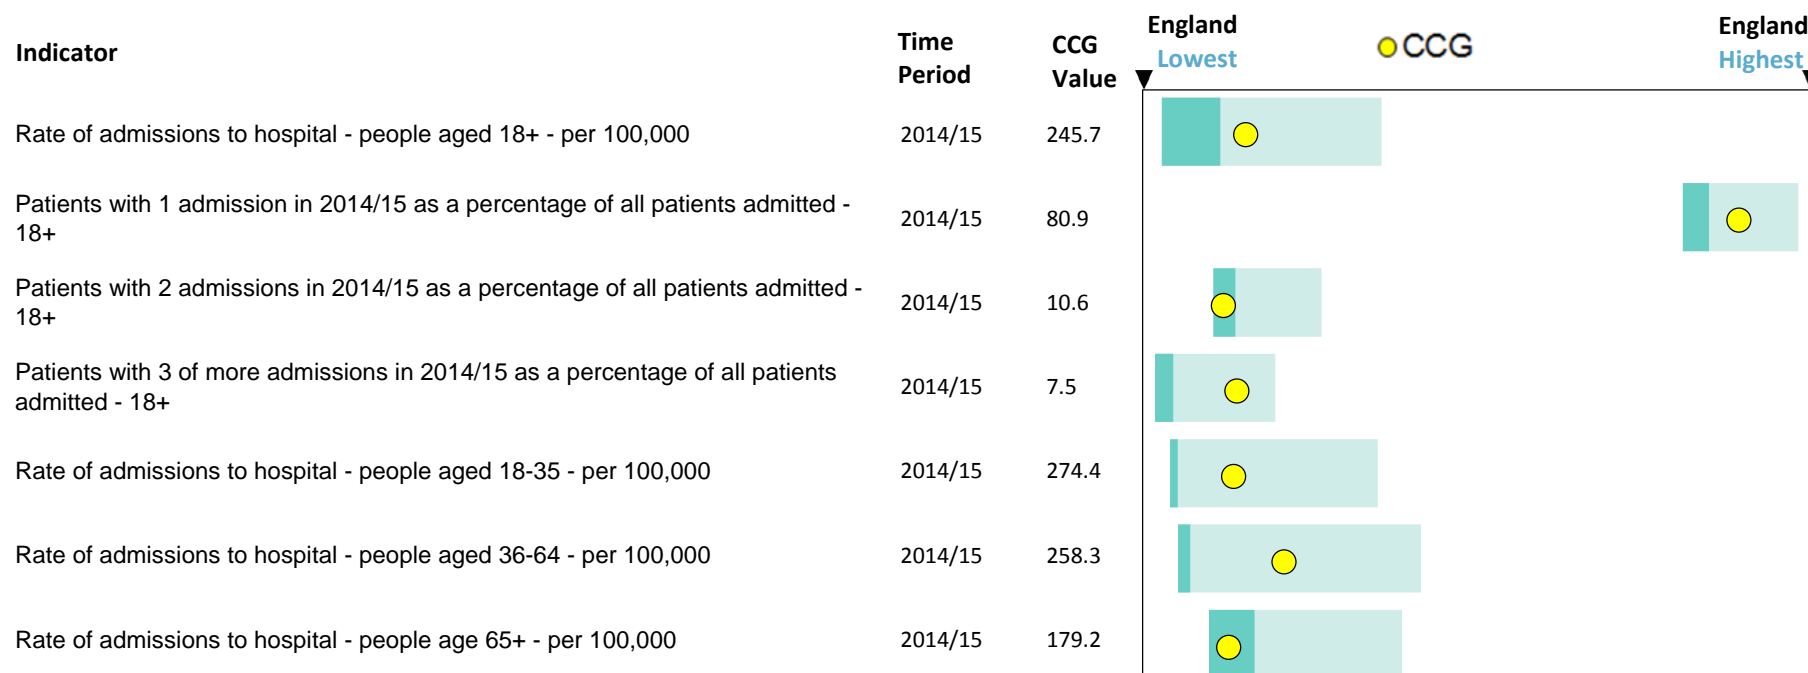 Indicator
Time
Period
CCG
Value
England
Lowest
CCG
England
Highest
Rate of admissions to hospital - people aged 18+ - per 100,000 2014/15 245.7
Patients with 1 admission in 2014/15 as a percentage of all patients admitted -
18+
2014/15 80.9
Patients with 2 admissions in 2014/15 as a percentage of all patients admitted -
18+
2014/15 10.6
Patients with 3 of more admissions in 2014/15 as a percentage of all patients
admitted - 18+
2014/15 7.5
Rate of admissions to hospital - people aged 18-35 - per 100,000 2014/15 274.4
Rate of admissions to hospital - people aged 36-64 - per 100,000 2014/15 258.3
Rate of admissions to hospital - people age 65+ - per 100,000 2014/15 179.2